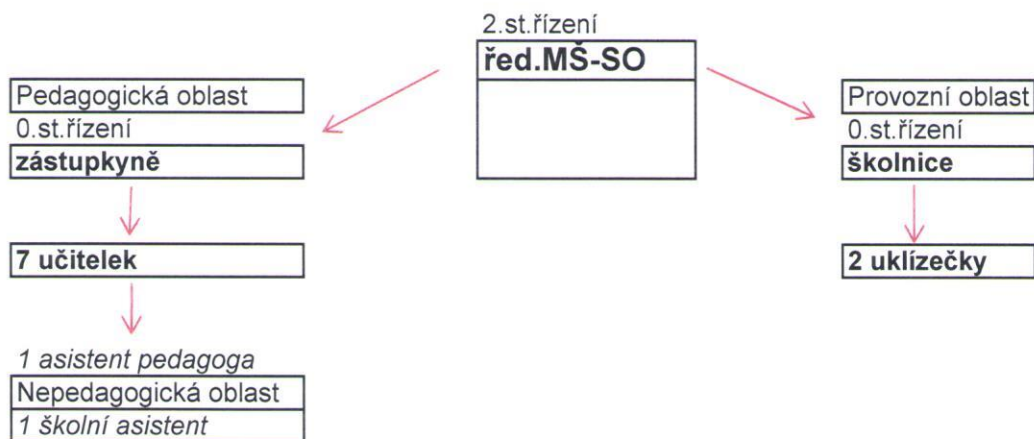 2.st.řízení
řed.MŠ-SO
Pedagogická oblast
0.st.řízení
zástupkyně
7 učitelek
1 asistent pedagoga
Nepedagogická oblast
1 školní asistent
Provozní oblast
0.st.řízení
školnice
2 uklízečky